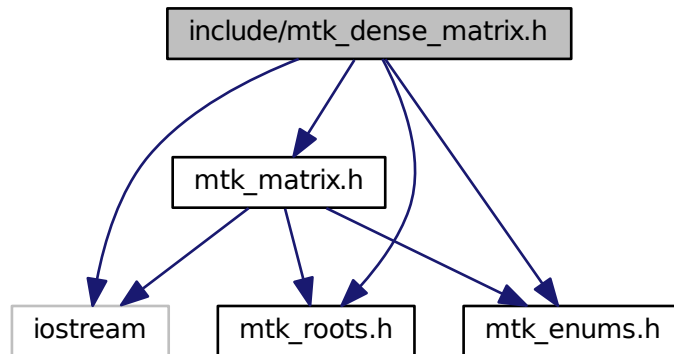 include/mtk_dense_matrix.h
mtk_matrix.h
iostream
mtk_roots.h
mtk_enums.h